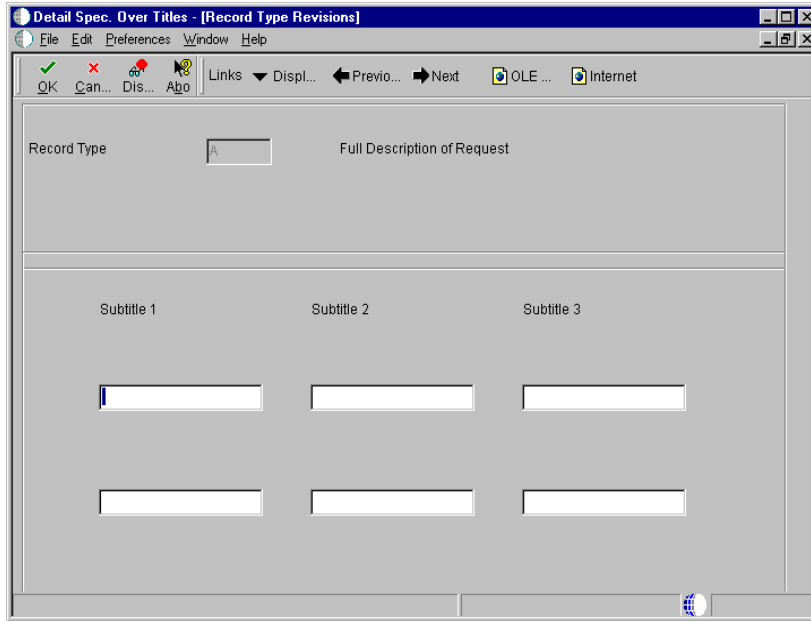 Detail Spec. Over Titles - [Record Type Revisions]
File Edit Preferences Window Help
OK Can... Dis... Abo Links Displ... Previo... Next OLE ... Internet
Record Type A Full Description of Request
Subtitle 1 Subtitle 2 Subtitle 3